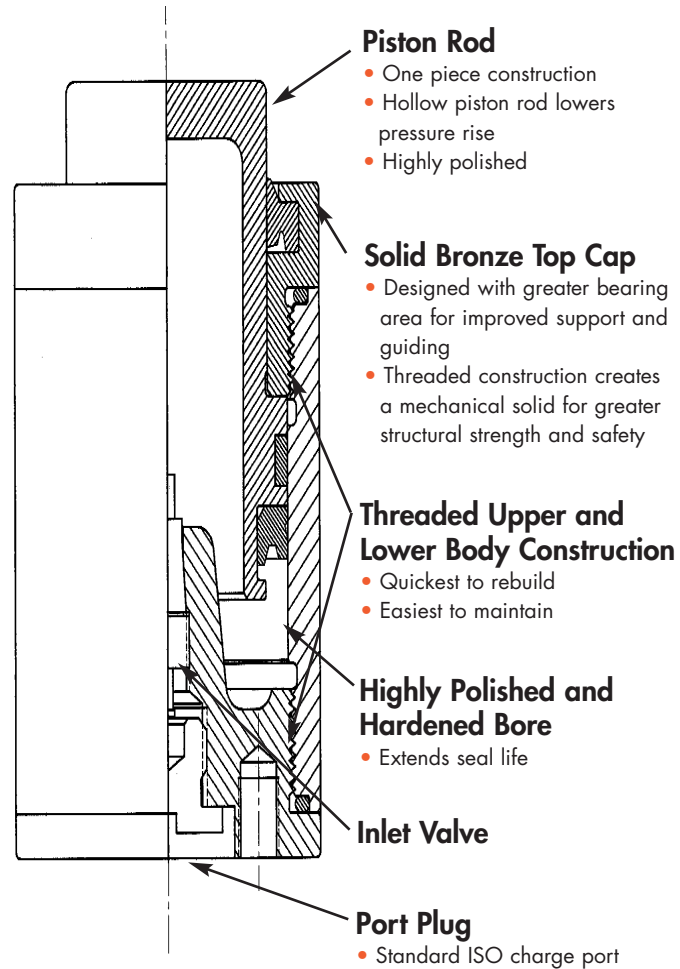 Piston Rod
• One piece construction
• Hollow piston rod lowers
pressure rise
• Highly polished
Solid Bronze Top Cap
• Designed with greater bearing
area for improved support and
guiding
• Threaded construction creates
a mechanical solid for greater
structural strength and safety
Threaded Upper and
Lower Body Construction
• Quickest to rebuild
• Easiest to maintain
Highly Polished and
Hardened Bore
• Extends seal life
Inlet Valve
Port Plug
• Standard ISO charge port